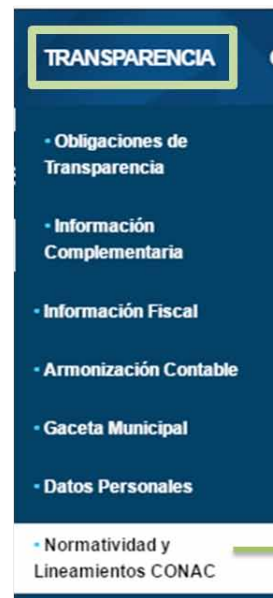 TRANSPARENCIA
• Obligaciones de
Transparencia
• Información
Complementaria
• Información Fiscal
• Armonización Contable
• Gaceta Municipal
• Datos Personales
• Normatividad y
Lineamientos CONAC